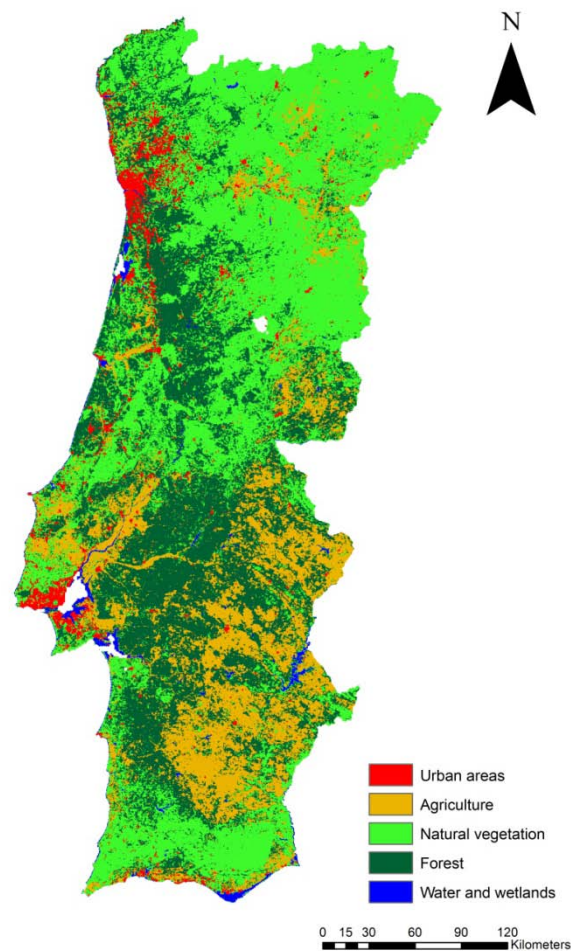 N
Urban areas
Agriculture
Natural vegetation
Forest
Water and wetlands
0 15 30 60 90 120
Kilometers